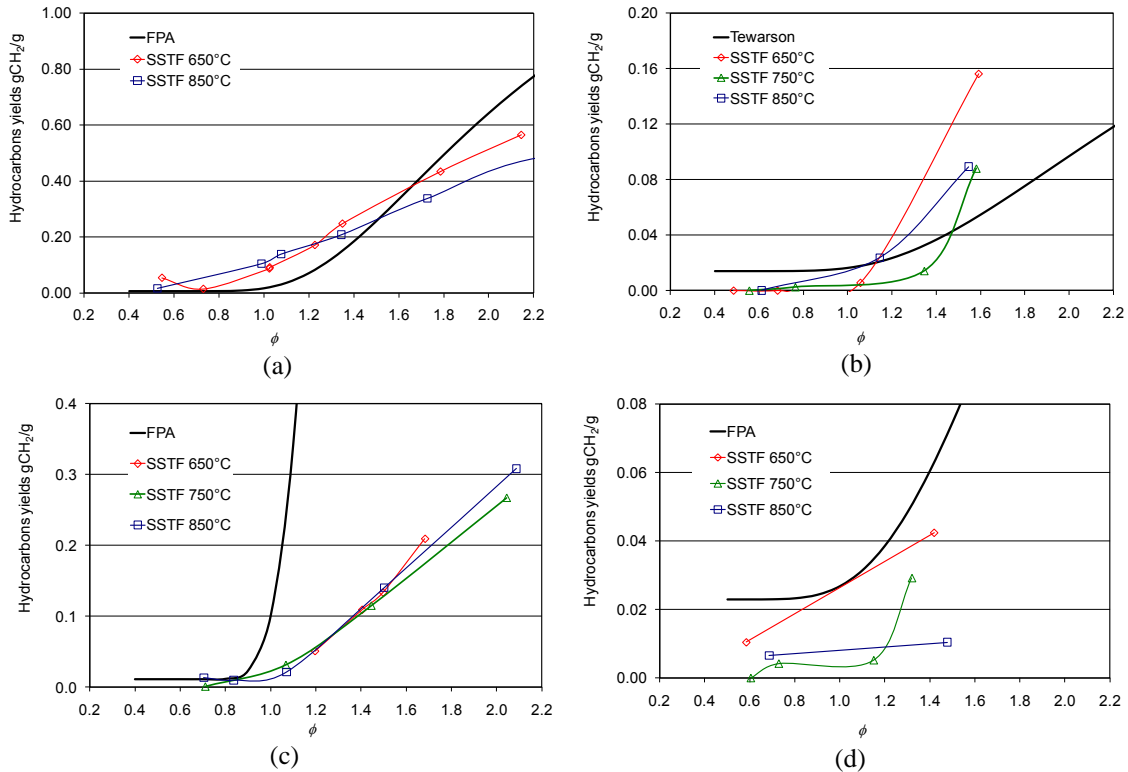 1.00
0.80
0.60
0.40
0.20
0.00
Hydrocarbons yields gCH₂/g
FPA
SSTF 650°C
SSTF 850°C
0.2 0.4 0.6 0.8 1.0 1.2 1.4 1.6 1.8 2.0 2.2
ϕ
(a)
0.20
0.16
0.12
0.08
0.04
0.00
Hydrocarbons yields gCH₂/g
Tewarson
SSTF 650°C
SSTF 750°C
SSTF 850°C
0.2 0.4 0.6 0.8 1.0 1.2 1.4 1.6 1.8 2.0 2.2
ϕ
(b)
0.4
0.3
0.2
0.1
0.0
Hydrocarbons yields gCH₂/g
FPA
SSTF 650°C
SSTF 750°C
SSTF 850°C
0.2 0.4 0.6 0.8 1.0 1.2 1.4 1.6 1.8 2.0 2.2
ϕ
(c)
0.08
0.06
0.04
0.02
0.00
Hydrocarbons yields gCH₂/g
FPA
SSTF 650°C
SSTF 750°C
SSTF 850°C
0.2 0.4 0.6 0.8 1.0 1.2 1.4 1.6 1.8 2.0 2.2
ϕ
(d)